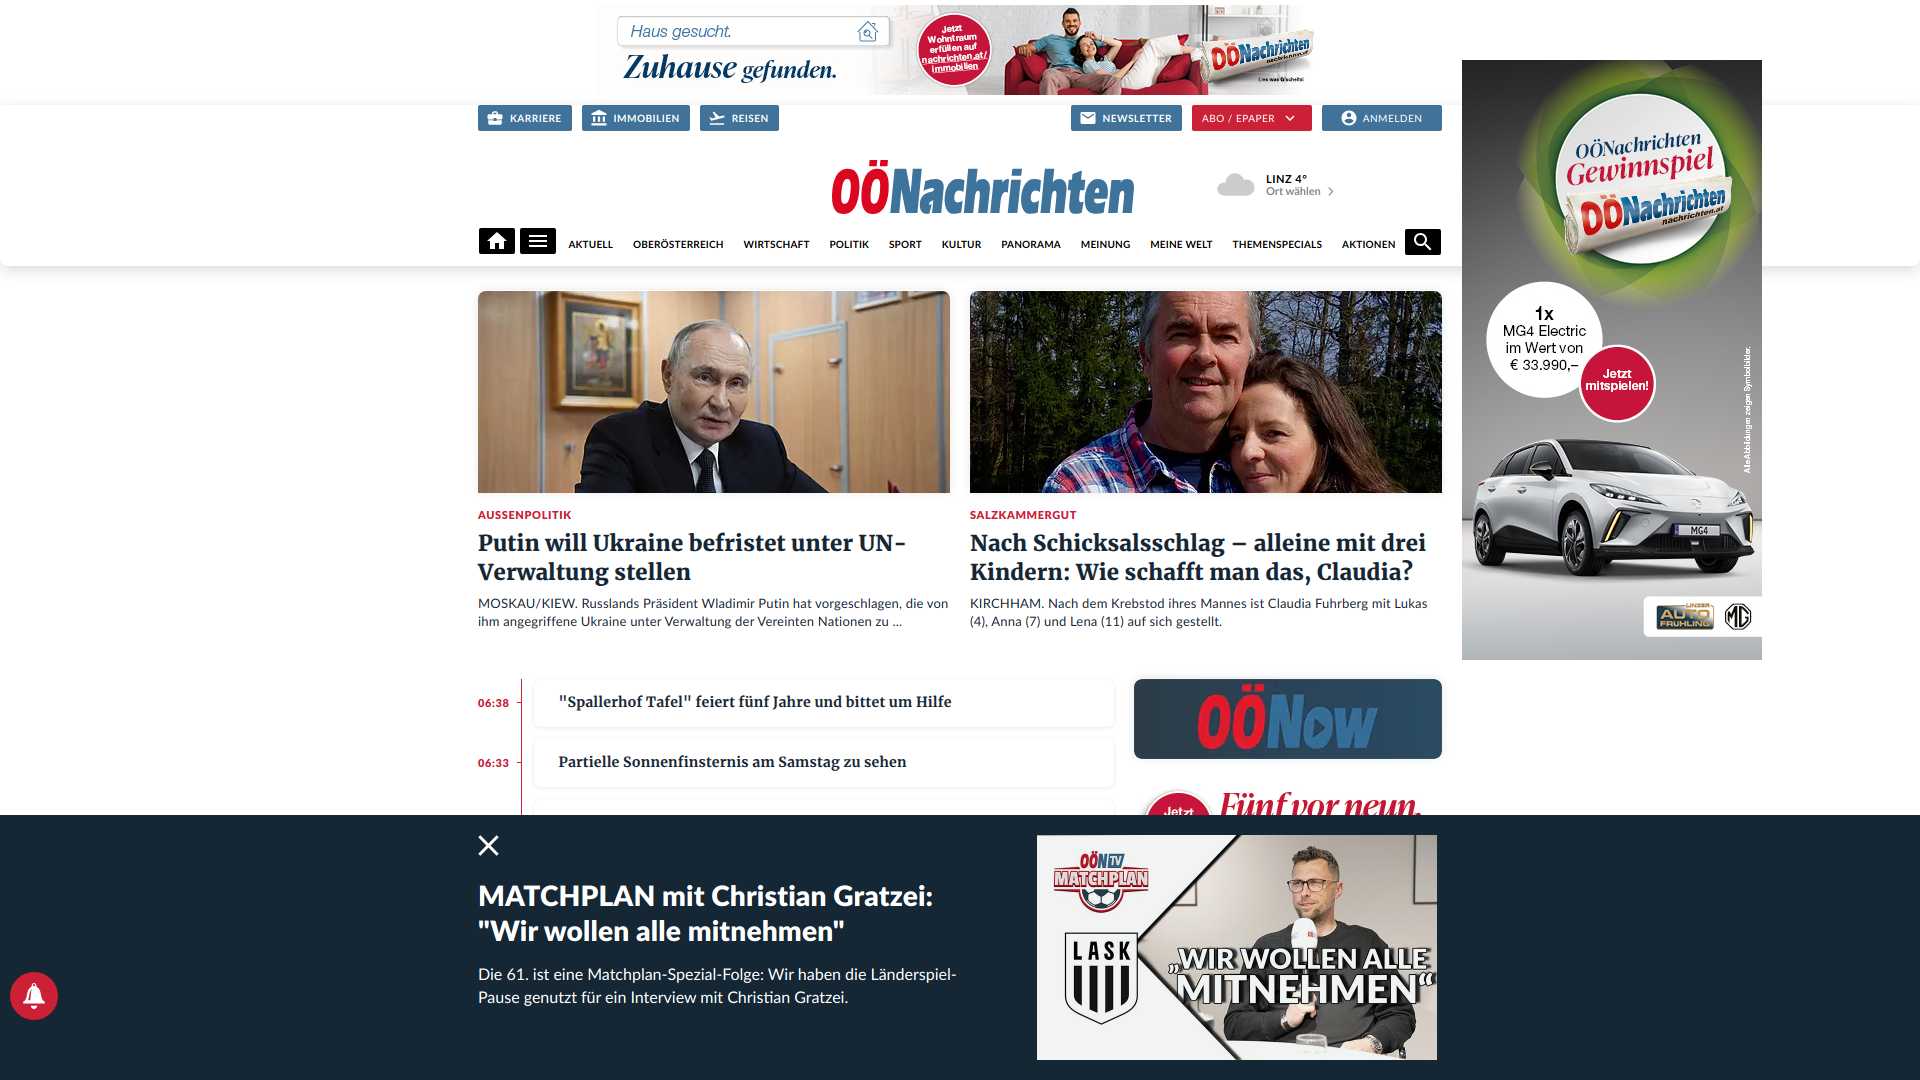 Haus gesucht.
Zuhause gefunden.
Jetzt
Wohntraum
erfüllen auf
nachrichten.at/
immobilien
OÖNachrichten
nachrichten.at
Lies was G'scheits!
KARRIERE
IMMOBILIEN
REISEN
NEWSLETTER
ABO / EPAPER
ANMELDEN
OÖNachrichten
LINZ 4°
Ort wählen
AKTUELL
OBERÖSTERREICH
WIRTSCHAFT
POLITIK
SPORT
KULTUR
PANORAMA
MEINUNG
MEINE WELT
THEMENSPECIALS
AKTIONEN
OÖNachrichten
Gewinnspiel
OÖNachrichten
nachrichten.at
1x
MG4 Electric
im Wert von
€ 33.990,–
Jetzt
mitspielen!
Alle Abbildungen zeigen Symbolbilder.
MG4
LINZER
AUTO
FRÜHLING
MG
AUSSENPOLITIK
Putin will Ukraine befristet unter UN-
Verwaltung stellen
MOSKAU/KIEW. Russlands Präsident Wladimir Putin hat vorgeschlagen, die von
ihm angegriffene Ukraine unter Verwaltung der Vereinten Nationen zu ...
SALZKAMMERGUT
Nach Schicksalsschlag – alleine mit drei
Kindern: Wie schafft man das, Claudia?
KIRCHHAM. Nach dem Krebstod ihres Mannes ist Claudia Fuhrberg mit Lukas
(4), Anna (7) und Lena (11) auf sich gestellt.
06:38
"Spallerhof Tafel" feiert fünf Jahre und bittet um Hilfe
06:33
Partielle Sonnenfinsternis am Samstag zu sehen
OÖNow
Jetzt
Fünf vor neun.
MATCHPLAN mit Christian Gratzei:
"Wir wollen alle mitnehmen"
Die 61. ist eine Matchplan-Spezial-Folge: Wir haben die Länderspiel-
Pause genutzt für ein Interview mit Christian Gratzei.
OÖN TV
MATCHPLAN
LASK
„WIR WOLLEN ALLE
MITNEHMEN“